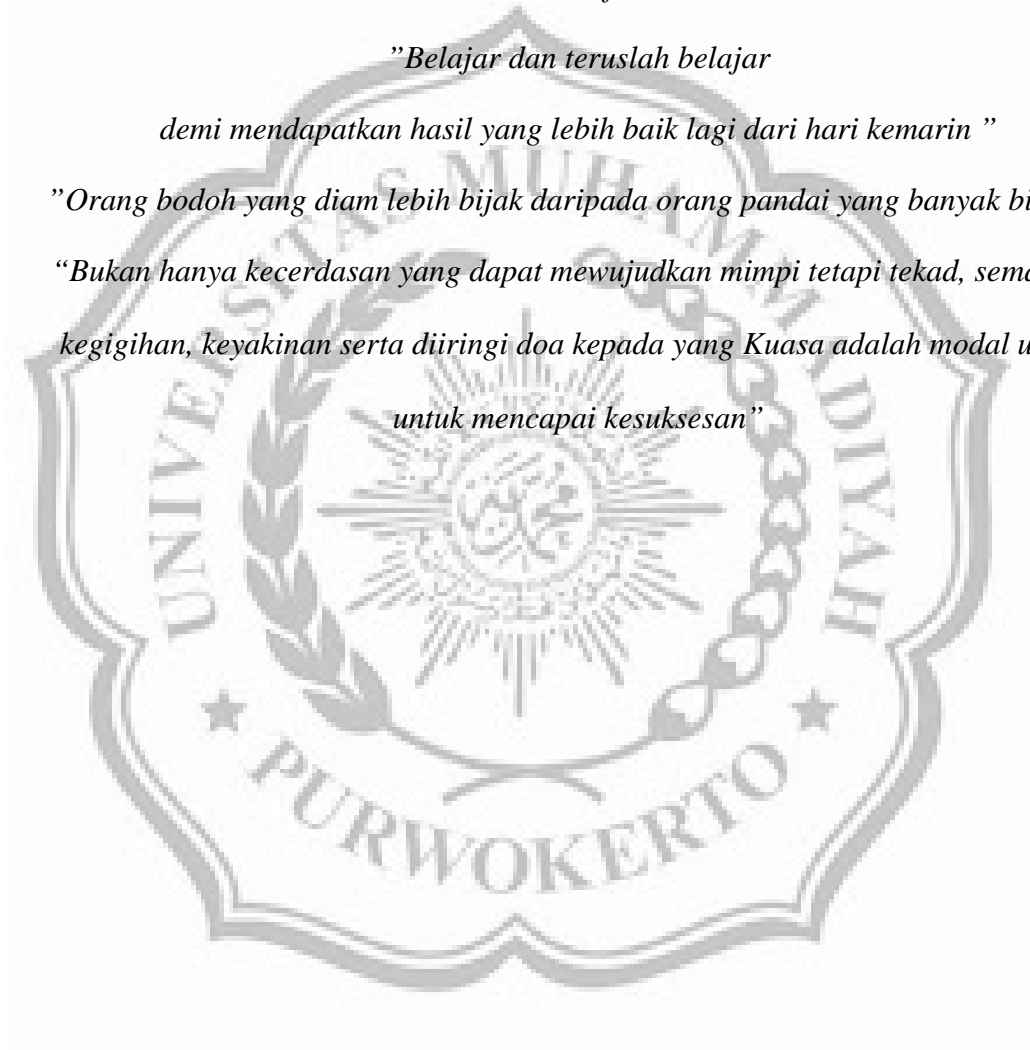 ”Belajar dan teruslah belajar
demi mendapatkan hasil yang lebih baik lagi dari hari kemarin ”
”Orang bodoh yang diam lebih bijak daripada orang pandai yang banyak
“Bukan hanya kecerdasan yang dapat mewujudkan mimpi tetapi tekad,
kegigihan, keyakinan serta diiringi doa kepada yang Kuasa adalah modal
untuk mencapai kesuksesan”
UNIVERSITAS MUHAMMADIYAH
PURWOKERTO